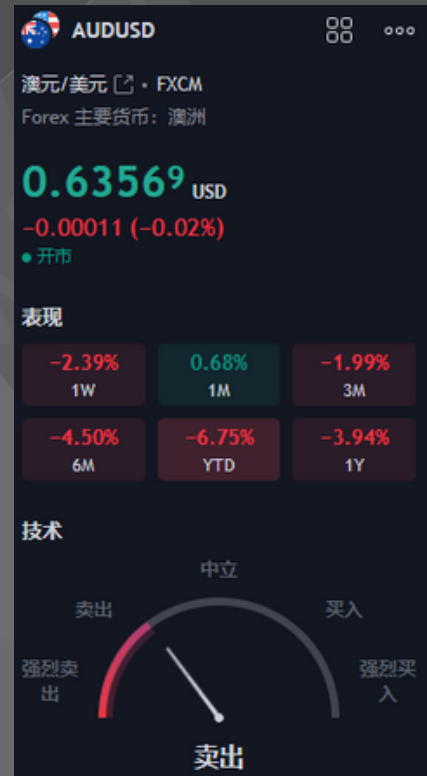 AUDUSD
澳元/美元 • FXCM
Forex 主要货币：澳洲
0.63569 USD
−0.00011 (−0.02%)
开市
表现
−2.39% 0.68% −1.99%
1W 1M 3M
−4.50% −6.75% −3.94%
6M YTD 1Y
技术
中立
卖出 买入
强烈卖出 强烈买入
卖出